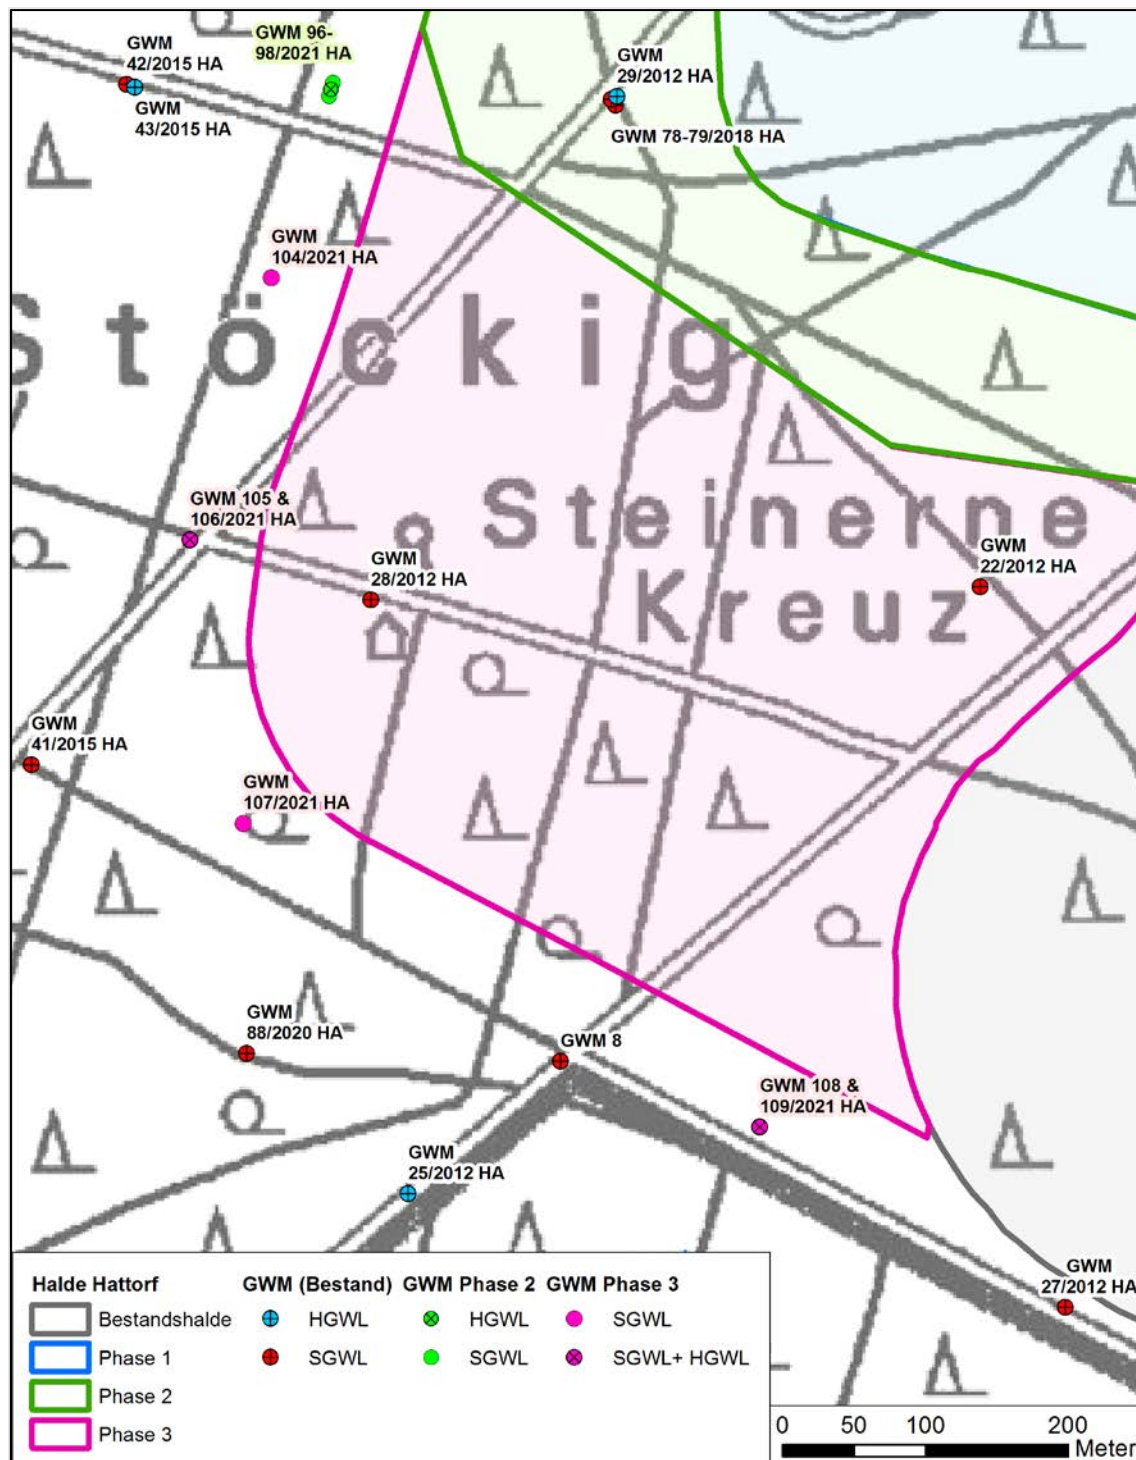 GWM
42/2015 HA
GWM
43/2015 HA
GWM 96-
98/2021 HA
GWM
29/2012 HA
GWM 78-79/2018 HA
GWM
104/2021 HA
Stöckig
GWM 105 &
106/2021 HA
Steinerne
Kreuz
GWM
28/2012 HA
GWM
22/2012 HA
GWM
41/2015 HA
GWM
107/2021 HA
GWM
88/2020 HA
GWM 8
GWM 108 &
109/2021 HA
GWM
25/2012 HA
GWM
27/2012 HA
Halde Hattorf
Bestandshalde
Phase 1
Phase 2
Phase 3
GWM (Bestand)
HGWL
SGWL
GWM Phase 2
HGWL
SGWL
GWM Phase 3
SGWL
SGWL+ HGWL
0 50 100 200
Meter